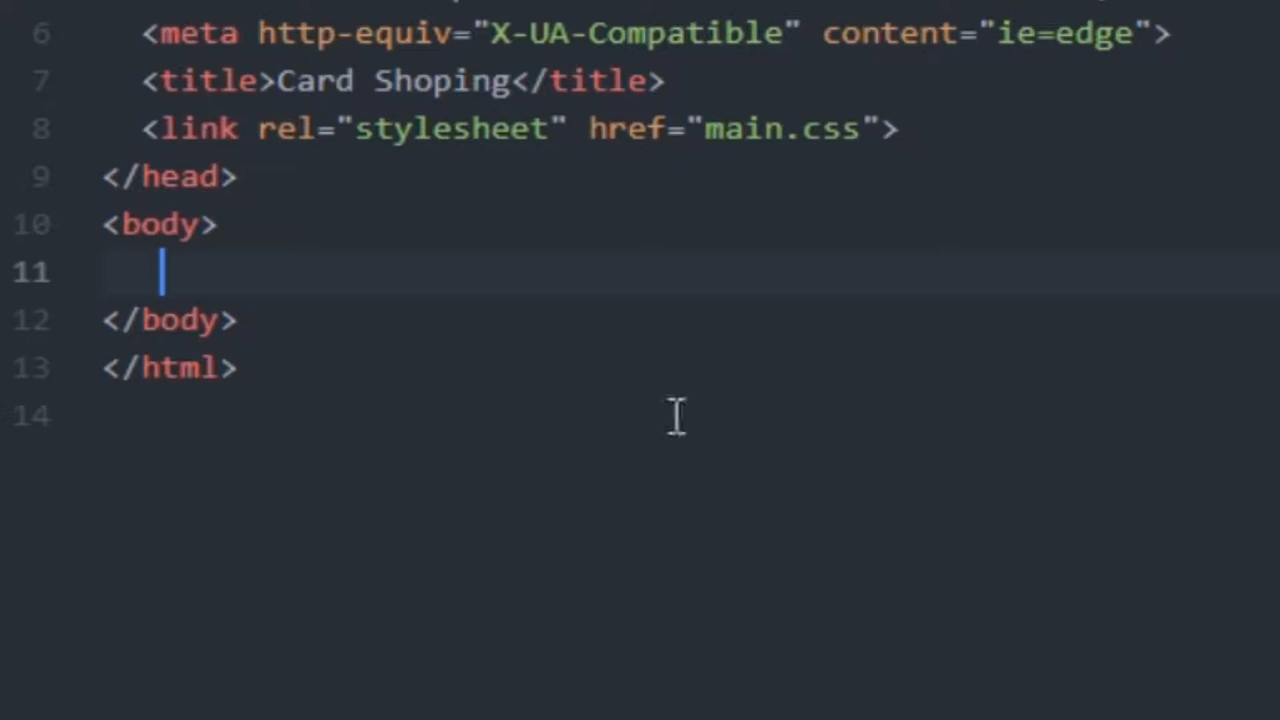 6 <meta http-equiv="X-UA-Compatible" content="ie=edge">
7 <title>Card Shoping</title>
8 <link rel="stylesheet" href="main.css">
9 </head>
10 <body>
11
12 </body>
13 </html>
14